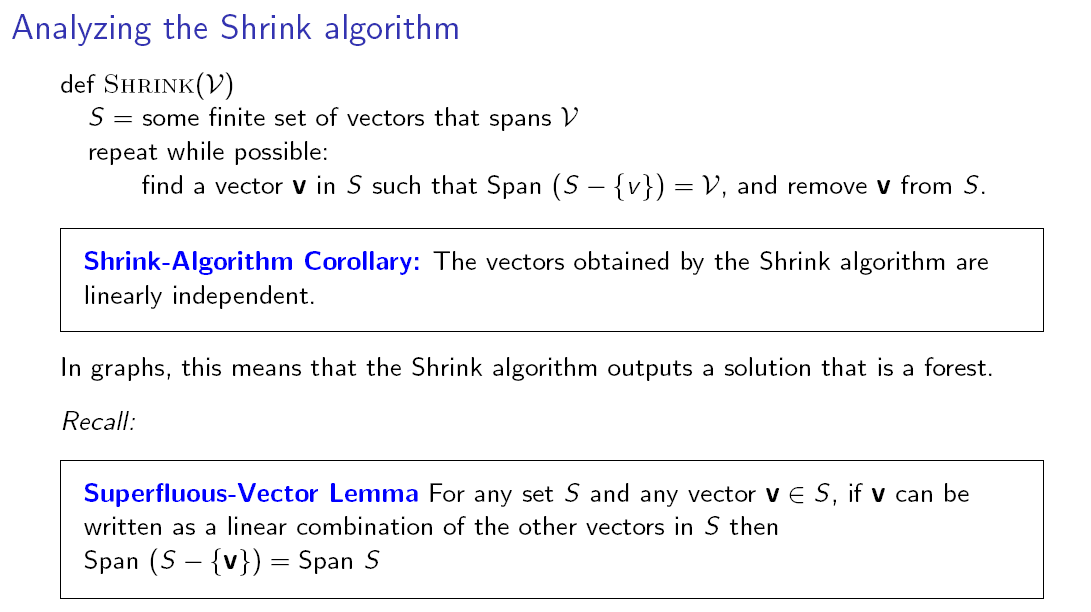 Analyzing the Shrink algorithm
def SHRINK(𝒱)
S = some finite set of vectors that spans 𝒱
repeat while possible:
find a vector v in S such that Span (S − {v}) = 𝒱, and remove v from S.
Shrink-Algorithm Corollary: The vectors obtained by the Shrink algorithm are
linearly independent.
In graphs, this means that the Shrink algorithm outputs a solution that is a forest.
Recall:
Superfluous-Vector Lemma For any set S and any vector v ∈ S, if v can be
written as a linear combination of the other vectors in S then
Span (S − {v}) = Span S